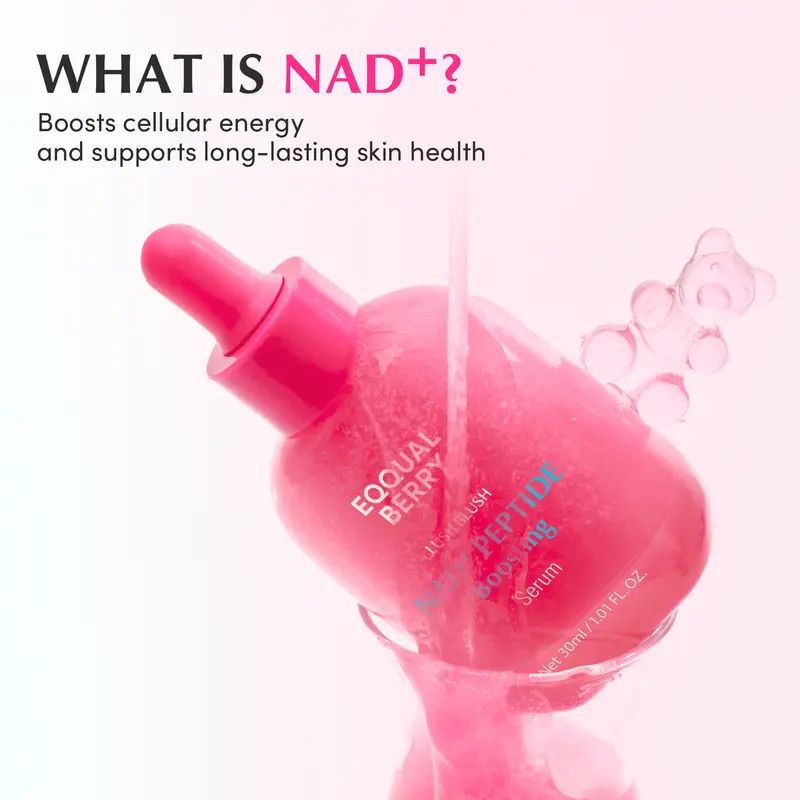 WHAT IS NAD+?
Boosts cellular energy
and supports long-lasting skin health
EQQUAL
BERRY
LUSH BLUSH
NAD+ PEPTIDE
Boosting
Serum
Net 30ml / 1.01 FL. OZ.